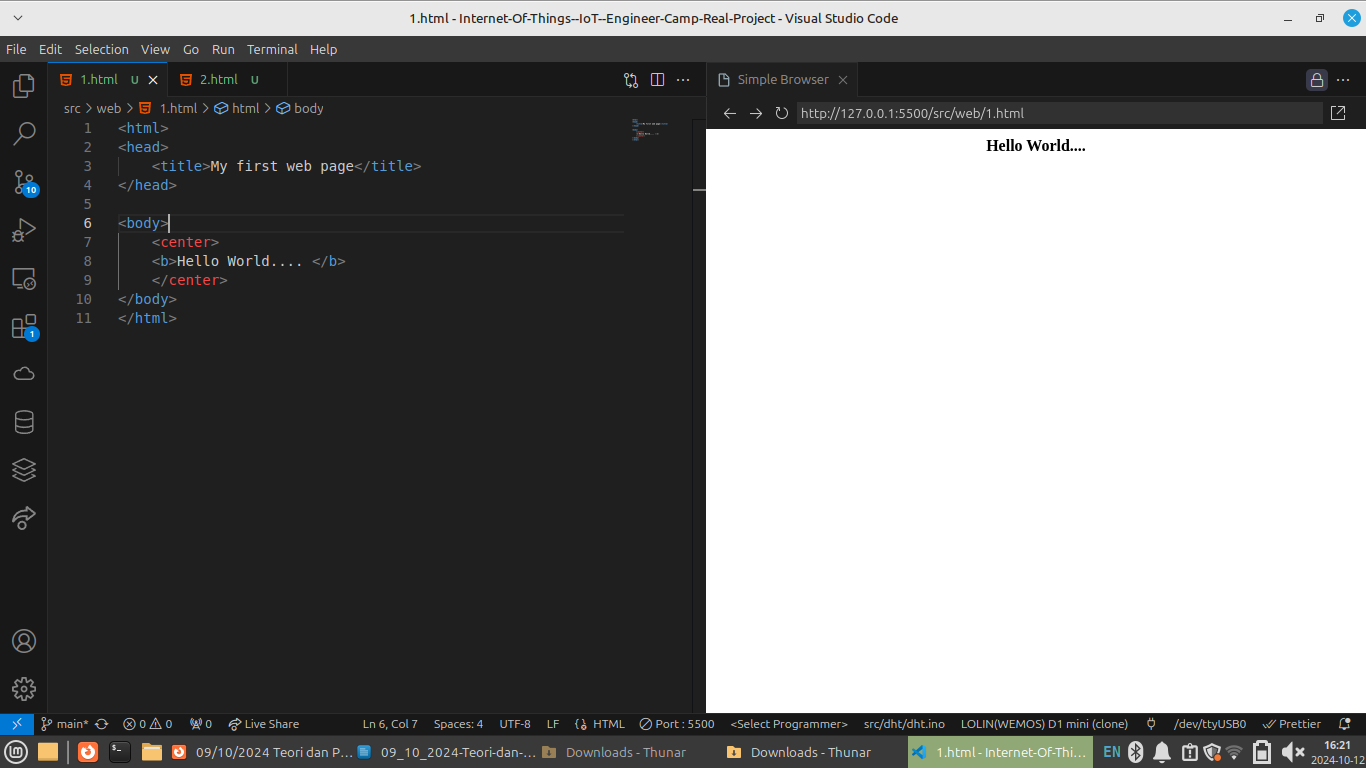 1.html - Internet-Of-Things--IoT--Engineer-Camp-Real-Project - Visual Studio Code
File Edit Selection View Go Run Terminal Help
1.html U 2.html U
Simple Browser
src > web > 1.html > html > body
http://127.0.0.1:5500/src/web/1.html
1 <html>
2 <head>
3 <title>My first web page</title>
4 </head>
5
6 <body>
7 <center>
8 <b>Hello World.... </b>
9 </center>
10 </body>
11 </html>
Hello World....
10
1
main* 0 0 0 Live Share Ln 6, Col 7 Spaces: 4 UTF-8 LF HTML Port : 5500 <Select Programmer> src/dht/dht.ino LOLIN(WEMOS) D1 mini (clone) /dev/ttyUSB0 Prettier
09/10/2024 Teori dan P... 09_10_2024-Teori-dan-... Downloads - Thunar Downloads - Thunar 1.html - Internet-Of-Thi... EN 16:21
2024-10-12